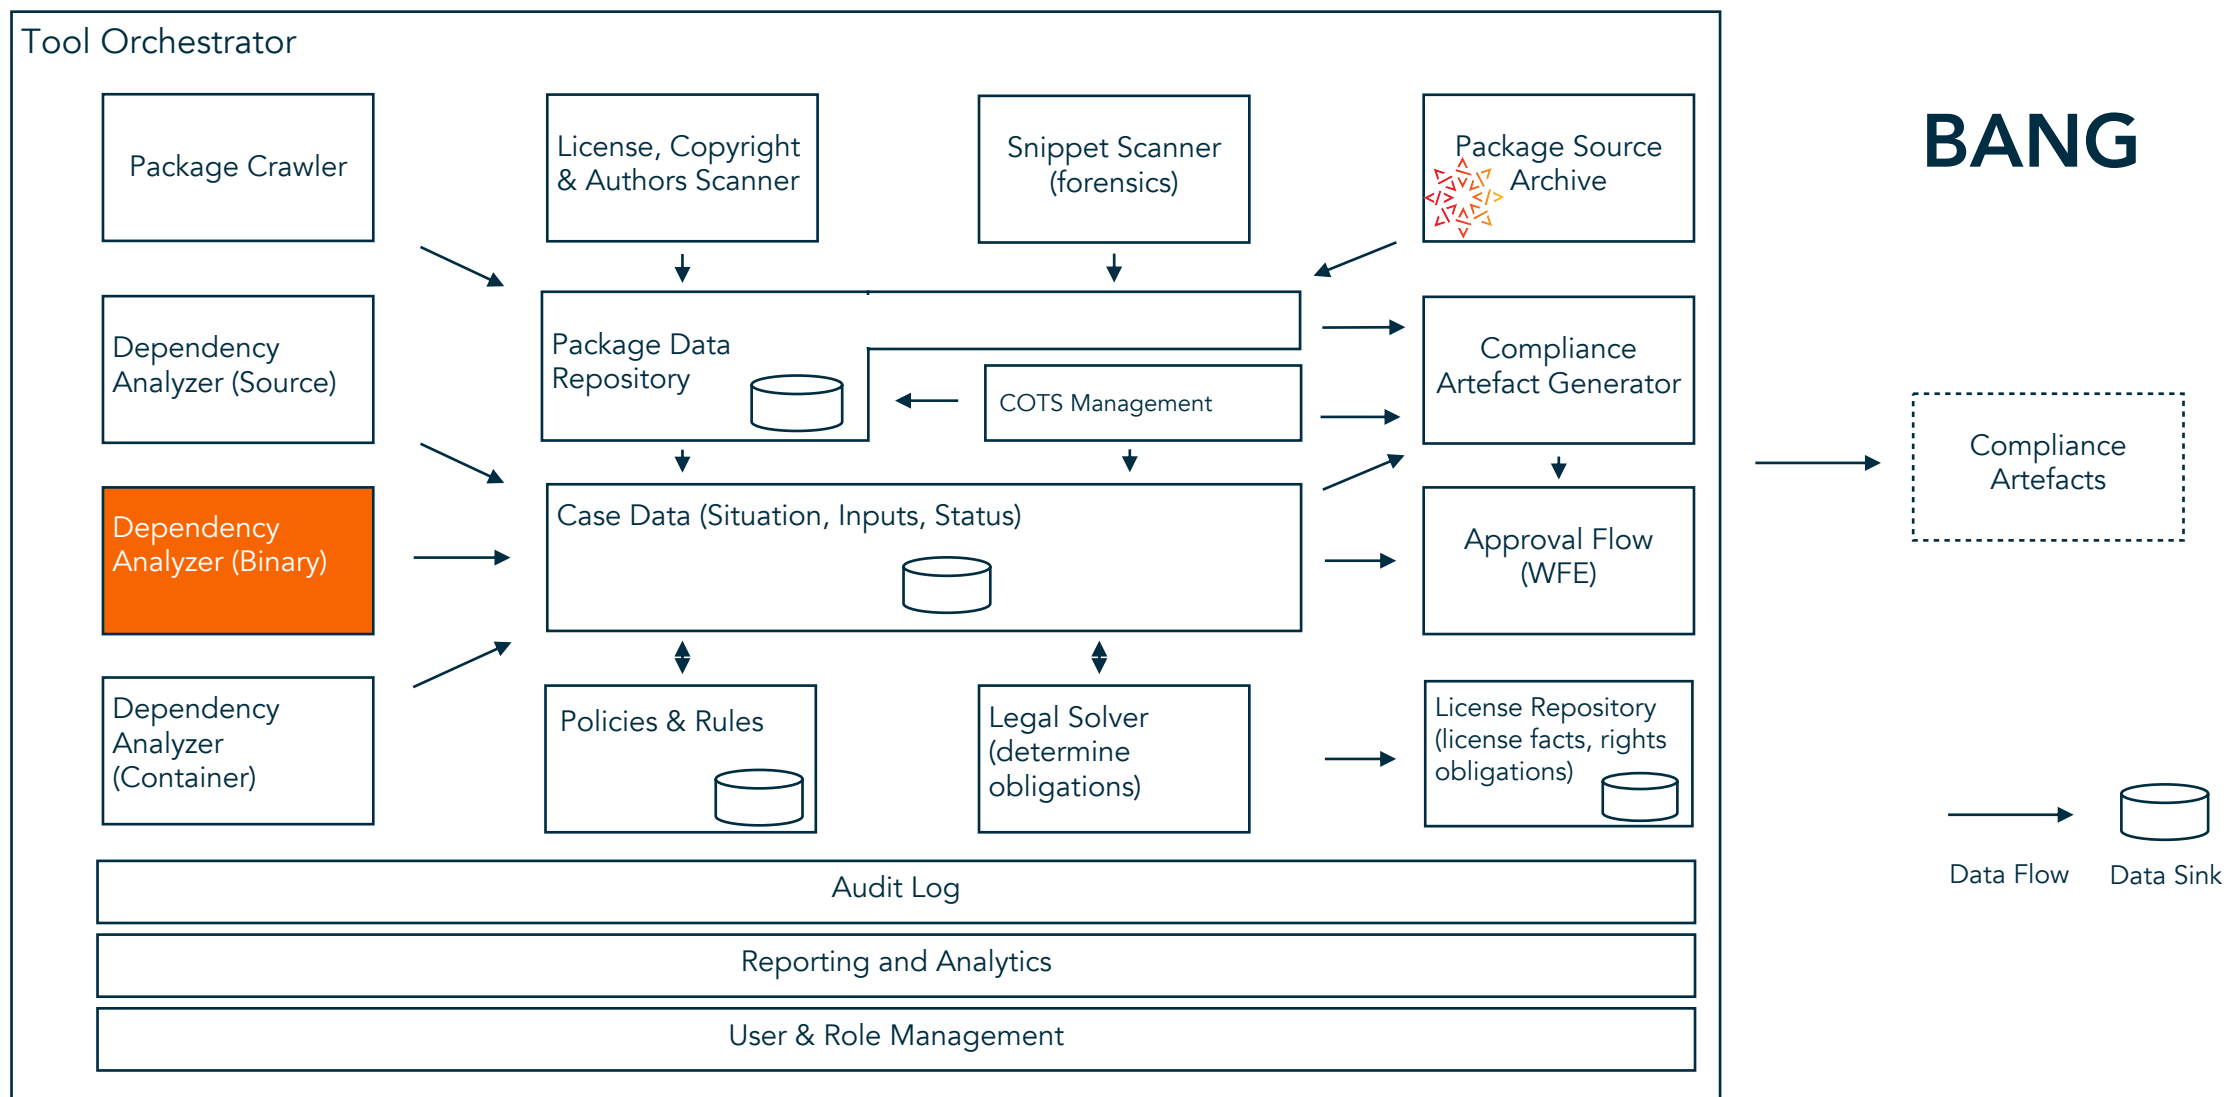 Tool Orchestrator
Package Crawler
License, Copyright
& Authors Scanner
Snippet Scanner
(forensics)
Package Source
Archive
BANG
Dependency
Analyzer (Source)
Package Data
Repository
COTS Management
Compliance
Artefact Generator
Compliance
Artefacts
Dependency
Analyzer (Binary)
Case Data (Situation, Inputs, Status)
Approval Flow
(WFE)
Dependency
Analyzer
(Container)
Policies & Rules
Legal Solver
(determine
obligations)
License Repository
(license facts, rights
obligations)
Data Flow
Data Sink
Audit Log
Reporting and Analytics
User & Role Management